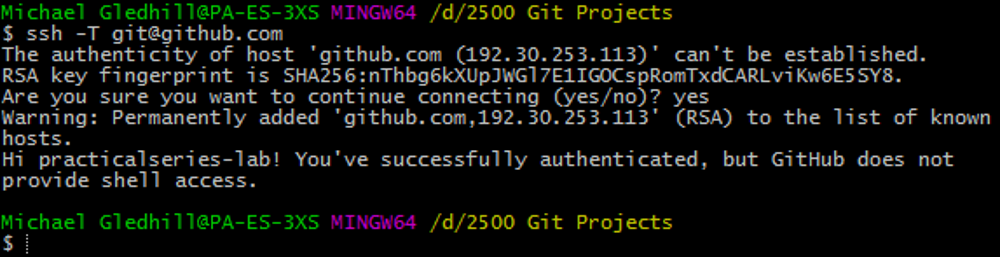 Michael Gledhill@PA-ES-3XS MINGW64 /d/2500 Git Projects
$ ssh -T git@github.com
The authenticity of host 'github.com (192.30.253.113)' can't be established.
RSA key fingerprint is SHA256:nThbg6kXUpJWGl7E1IGOCspRomTxdCARLviKw6E5SY8.
Are you sure you want to continue connecting (yes/no)? yes
Warning: Permanently added 'github.com,192.30.253.113' (RSA) to the list of known
hosts.
Hi practicalseries-lab! You've successfully authenticated, but GitHub does not
provide shell access.
Michael Gledhill@PA-ES-3XS MINGW64 /d/2500 Git Projects
$